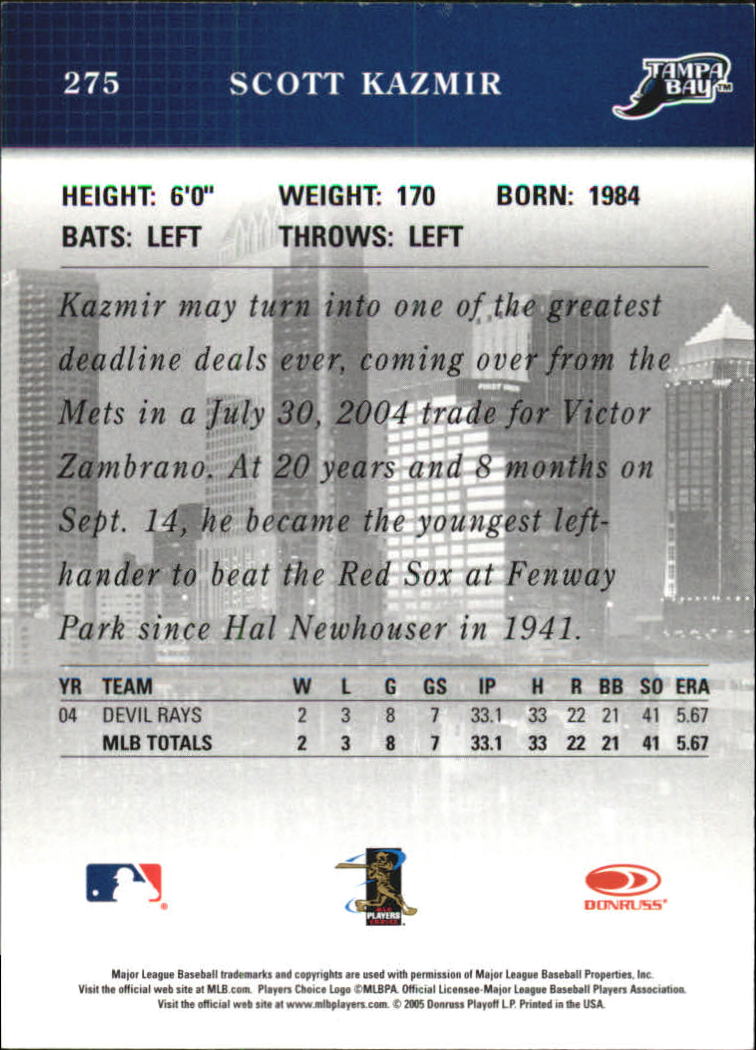 275 SCOTT KAZMIR TAMPA BAY™
HEIGHT: 6'0" WEIGHT: 170 BORN: 1984
BATS: LEFT THROWS: LEFT
Kazmir may turn into one of the greatest
deadline deals ever, coming over from the
Mets in a July 30, 2004 trade for Victor
Zambrano. At 20 years and 8 months on
Sept. 14, he became the youngest left-
hander to beat the Red Sox at Fenway
Park since Hal Newhouser in 1941.
YR TEAM W L G GS IP H R BB SO ERA
04 DEVIL RAYS 2 3 8 7 33.1 33 22 21 41 5.67
MLB TOTALS 2 3 8 7 33.1 33 22 21 41 5.67
MLB
PLAYERS
CHOICE
DONRUSS®
Major League Baseball trademarks and copyrights are used with permission of Major League Baseball Properties, Inc.
Visit the official web site at MLB.com. Players Choice Logo ©MLBPA. Official Licensee-Major League Baseball Players Association.
Visit the official web site at www.mlbplayers.com. © 2005 Donruss Playoff L.P. Printed in the USA.